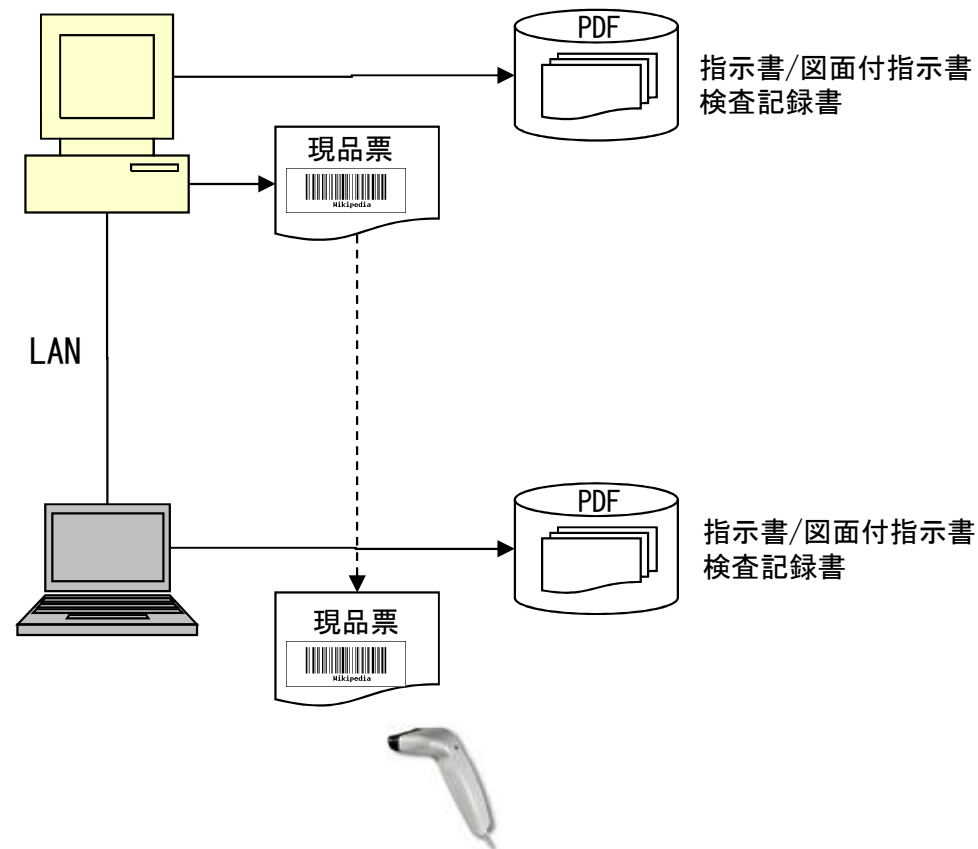 PDF
指示書/図面付指示書
検査記録書
現品票
Wikipedia
LAN
PDF
指示書/図面付指示書
検査記録書
現品票
Wikipedia